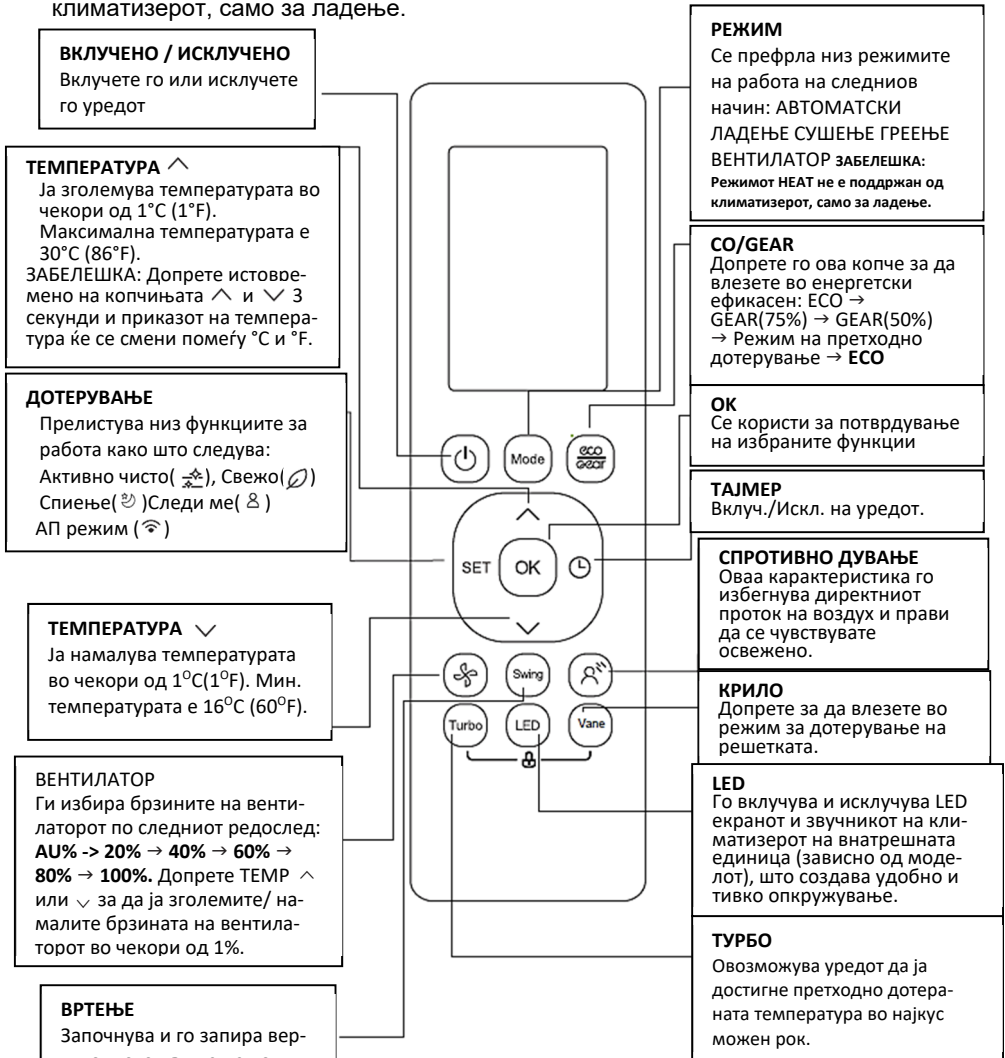 климатизерот, само за ладење.
ВКЛУЧЕНО / ИСКЛУЧЕНО
Вклучете го или исклучете
го уредот
ТЕМПЕРАТУРА ^
Ја зголемува температурата во
чекори од 1°C (1°F).
Максимална температурата е
30°C (86°F).
ЗАБЕЛЕШКА: Допрете истовре-
мено на копчињата ^ и ∨ 3
секунди и приказот на темпера-
тура ќе се смени помеѓу °C и °F.
ДОТЕРУВАЊЕ
Прелистува низ функциите за
работа како што следува:
Активно чисто( ), Свежо( )
Спиење( )Следи ме( )
АП режим ( )
ТЕМПЕРАТУРА ∨
Ја намалува температурата
во чекори од 1⁰C(1⁰F). Мин.
температурата е 16⁰C (60⁰F).
ВЕНТИЛАТОР
Ги избира брзините на венти-
латорот по следниот редослед:
AU% -> 20% → 40% → 60% →
80% → 100%. Допрете TEMP ^
или ∨ за да ја зголемите/ на-
малите брзината на вентила-
торот во чекори од 1%.
ВРТЕЊЕ
Започнува и го запира вер-
Mode
eco
Gear
SET
OK
Swing
Turbo
LED
Vane
РЕЖИМ
Се префрла низ режимите
на работа на следниов
начин: АВТОМАТСКИ
ЛАДЕЊЕ СУШЕЊЕ ГРЕЕЊЕ
ВЕНТИЛАТОР ЗАБЕЛЕШКА:
Режимот HEAT не е поддржан од
климатизерот, само за ладење.
CO/GEAR
Допрете го ова копче за да
влезете во енергетски
ефикасен: ECO →
GEAR(75%) → GEAR(50%)
→ Режим на претходно
дотерување → ECO
OK
Се користи за потврдување
на избраните функции
ТАЈМЕР
Вклуч./Искл. на уредот.
СПРОТИВНО ДУВАЊЕ
Оваа карактеристика го
избегнува директниот
проток на воздух и прави
да се чувствувате
освежено.
КРИЛО
Допрете за да влезете во
режим за дотерување на
решетката.
LED
Го вклучува и исклучува LED
екранот и звучникот на кли-
матизерот на внатрешната
единица (зависно од моде-
лот), што создава удобно и
тивко опкружување.
ТУРБО
Овозможува уредот да ја
достигне претходно дотера-
ната температура во најкус
можен рок.